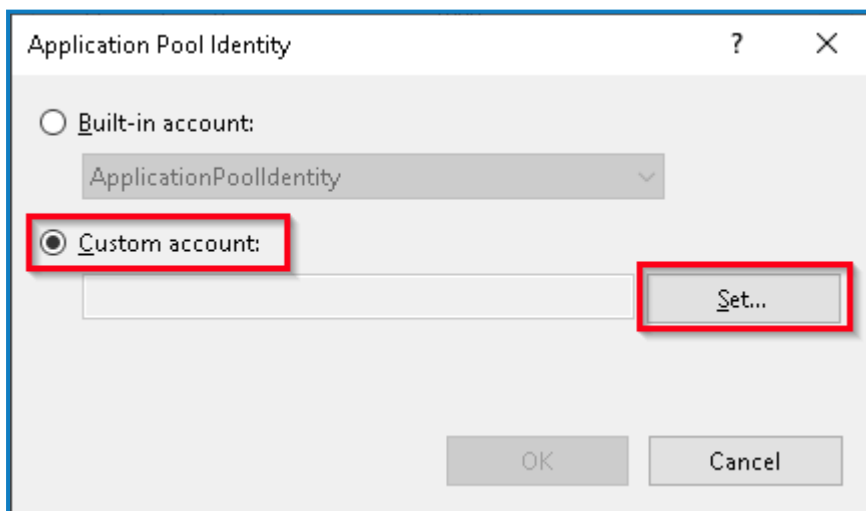 Application Pool Identity ?
Built-in account:
ApplicationPoolIdentity
Custom account:
Set...
OK Cancel